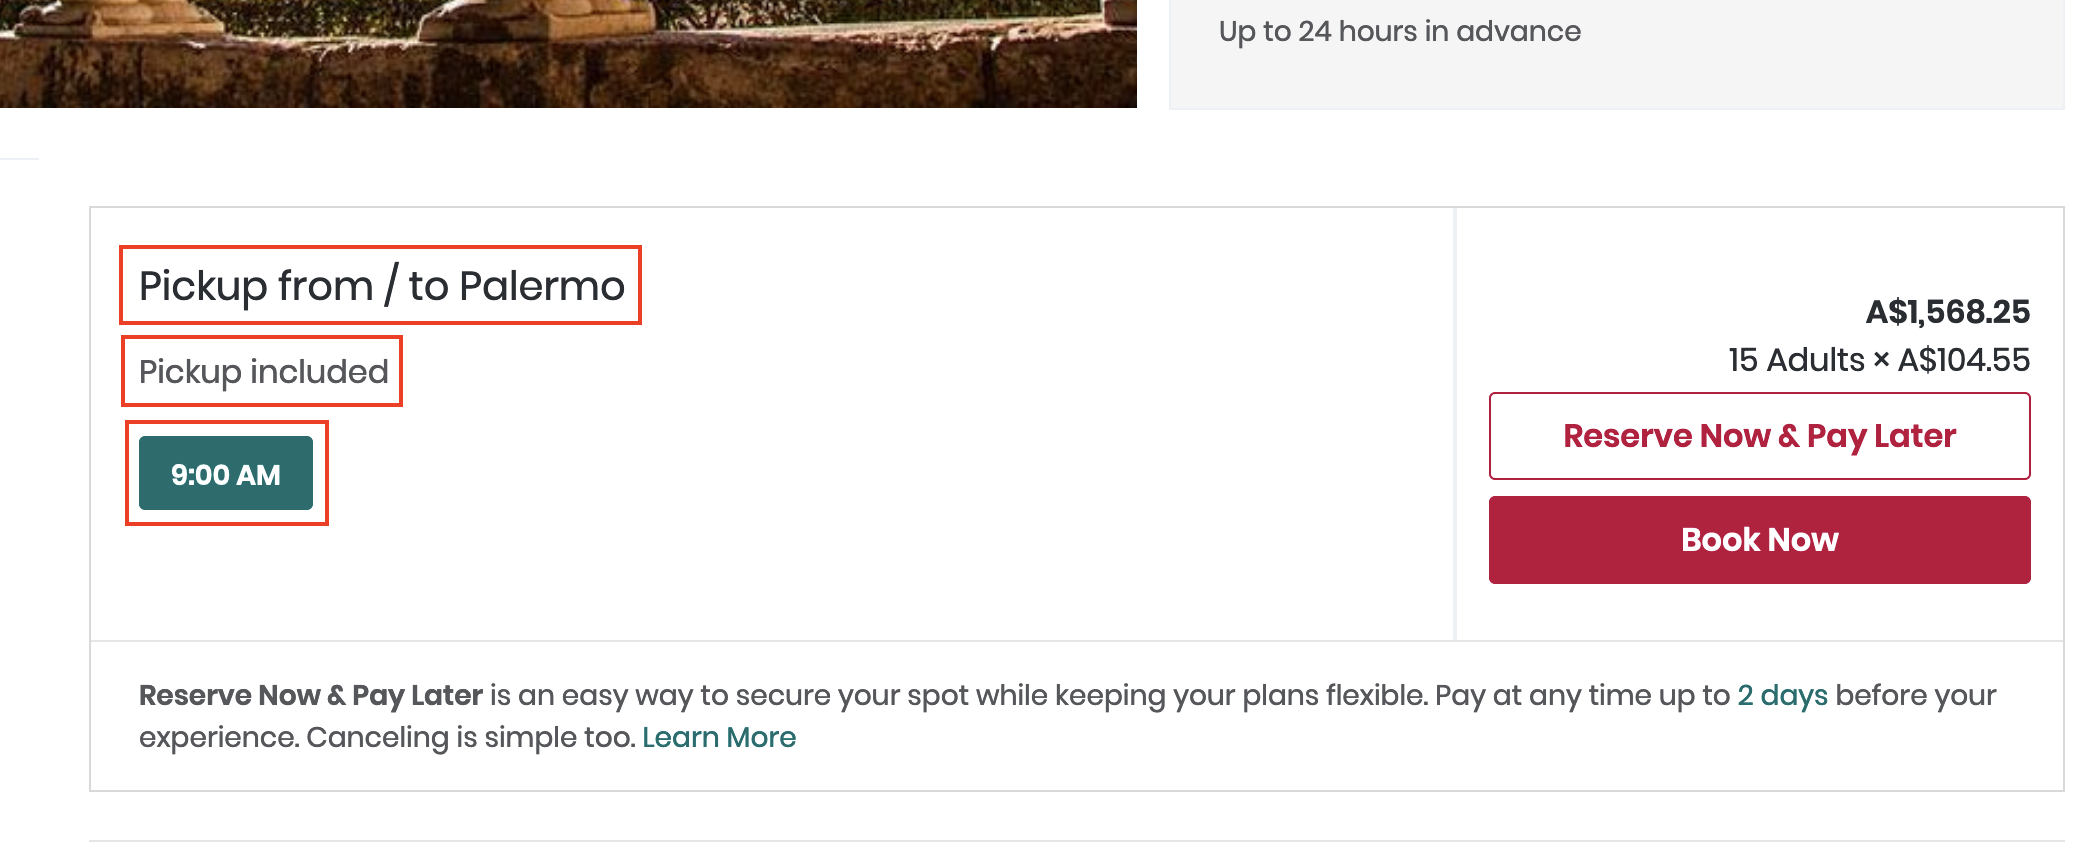 Up to 24 hours in advance
Pickup from / to Palermo
Pickup included
9:00 AM
A$1,568.25
15 Adults × A$104.55
Reserve Now & Pay Later
Book Now
Reserve Now & Pay Later is an easy way to secure your spot while keeping your plans flexible. Pay at any time up to 2 days before your
experience. Canceling is simple too. Learn More